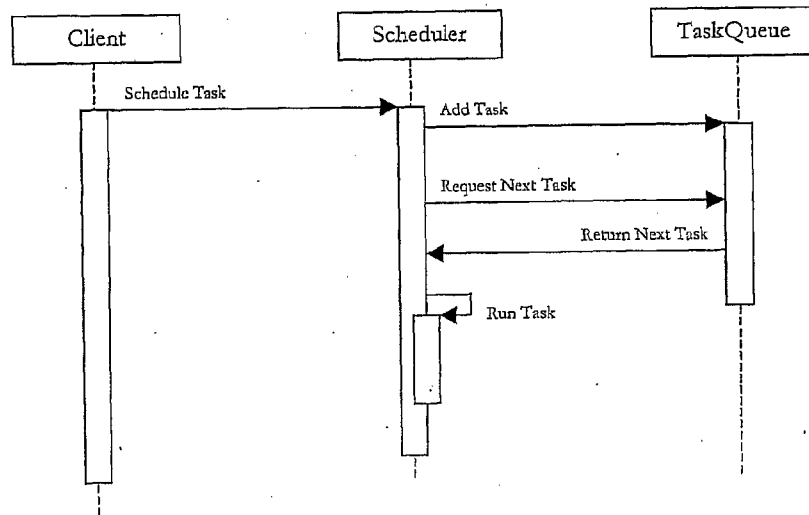 Client
Scheduler
TaskQueue
Schedule Task
Add Task
Request Next Task
Return Next Task
Run Task